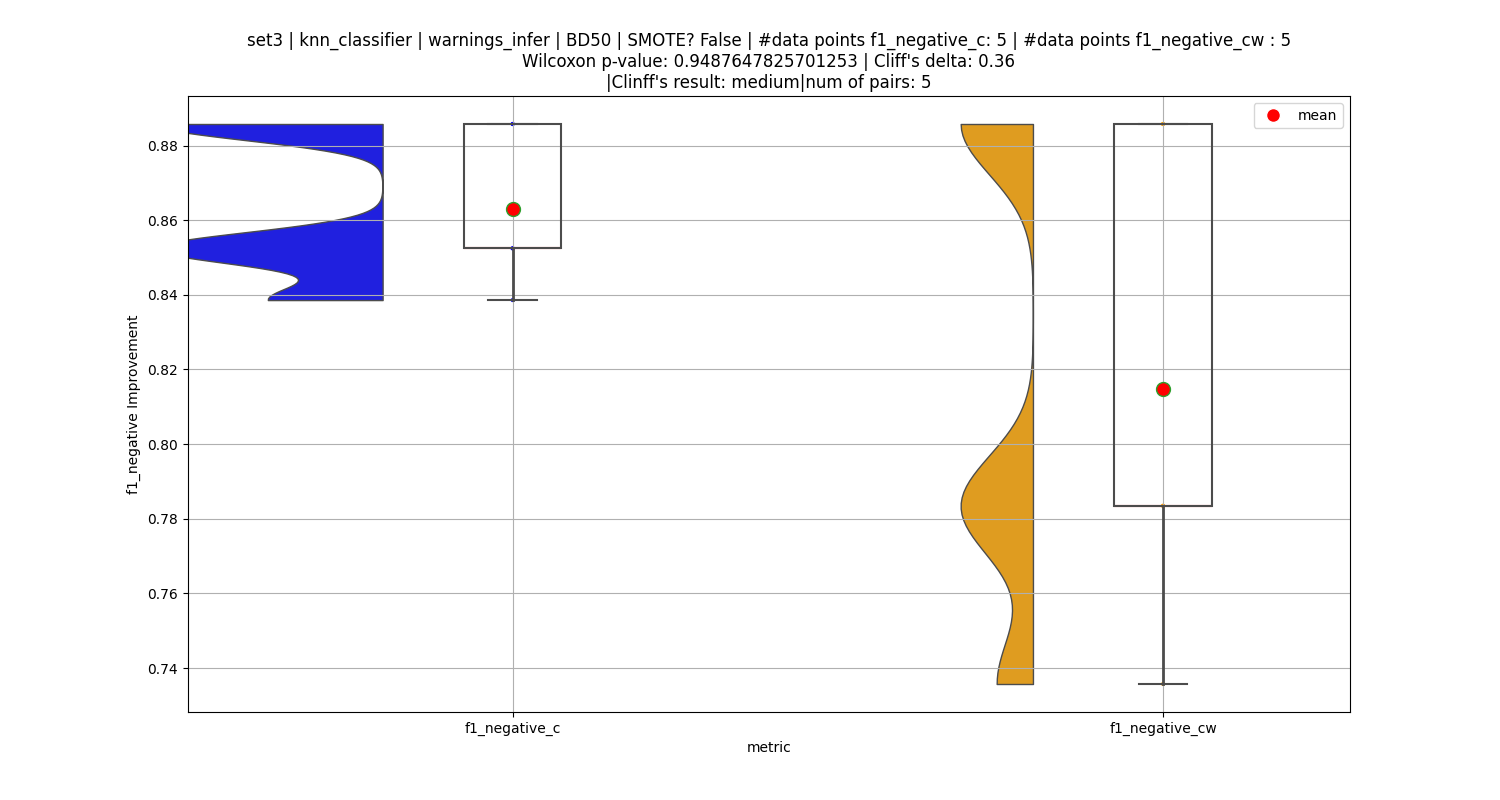 set3 | knn_classifier | warnings_infer | BD50 | SMOTE? False | #data points f1_negative_c: 5 | #data points f1_negative_cw : 5
Wilcoxon p-value: 0.9487647825701253 | Cliff's delta: 0.36
|Clinff's result: medium|num of pairs: 5
mean
0.88
0.86
0.84
0.82
0.80
0.78
0.76
0.74
f1_negative Improvement
f1_negative_c
f1_negative_cw
metric